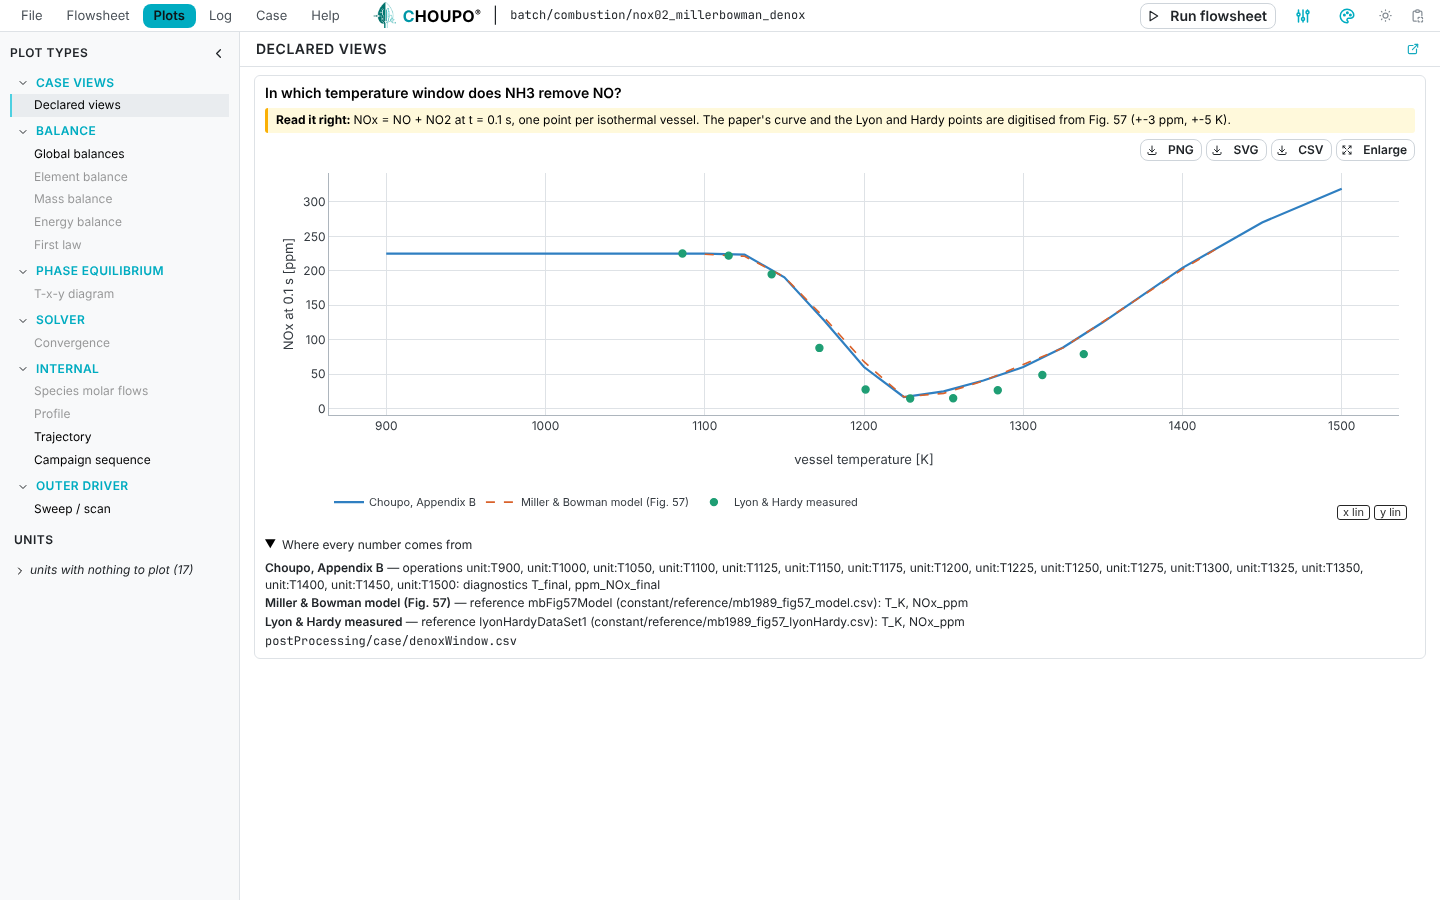 File Flowsheet Plots Log Case Help CHOUPO® batch/combustion/nox02_millerbowman_denox Run flowsheet
PLOT TYPES
CASE VIEWS
Declared views
BALANCE
Global balances
Element balance
Mass balance
Energy balance
First law
PHASE EQUILIBRIUM
T-x-y diagram
SOLVER
Convergence
INTERNAL
Species molar flows
Profile
Trajectory
Campaign sequence
OUTER DRIVER
Sweep / scan
UNITS
units with nothing to plot (17)
DECLARED VIEWS
In which temperature window does NH3 remove NO?
Read it right: NOx = NO + NO2 at t = 0.1 s, one point per isothermal vessel. The paper's curve and the Lyon and Hardy points are digitised from Fig. 57 (+-3 ppm, +-5 K).
PNG SVG CSV Enlarge
NOx at 0.1 s [ppm]
300
250
200
150
100
50
0
900 1000 1100 1200 1300 1400 1500
vessel temperature [K]
Choupo, Appendix B Miller & Bowman model (Fig. 57) Lyon & Hardy measured
x lin y lin
Where every number comes from
Choupo, Appendix B — operations unit:T900, unit:T1000, unit:T1050, unit:T1100, unit:T1125, unit:T1150, unit:T1175, unit:T1200, unit:T1225, unit:T1250, unit:T1275, unit:T1300, unit:T1325, unit:T1350,
unit:T1400, unit:T1450, unit:T1500: diagnostics T_final, ppm_NOx_final
Miller & Bowman model (Fig. 57) — reference mbFig57Model (constant/reference/mb1989_fig57_model.csv): T_K, NOx_ppm
Lyon & Hardy measured — reference lyonHardyDataSet1 (constant/reference/mb1989_fig57_lyonHardy.csv): T_K, NOx_ppm
postProcessing/case/denoxWindow.csv